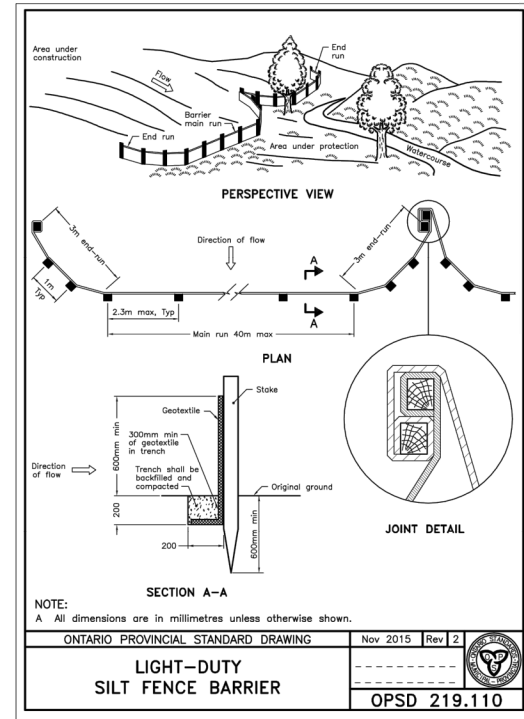 Area under
construction
Flow
End
run
Barrier
main run
End run
Area under protection
Watercourse
PERSPECTIVE VIEW
3m end-run
Direction of flow
A
3m end-run
1m
Typ
2.3m max, Typ
A
Main run 40m max
PLAN
Stake
Geotextile
600mm min
300mm min
of geotextile
in trench
Direction
of flow
Trench shall be
backfilled and
compacted
Original ground
200
600mm min
200
JOINT DETAIL
SECTION A-A
NOTE:
A All dimensions are in millimetres unless otherwise shown.
ONTARIO PROVINCIAL STANDARD DRAWING
Nov 2015
Rev
2
LIGHT-DUTY
SILT FENCE BARRIER
OPSD 219.110